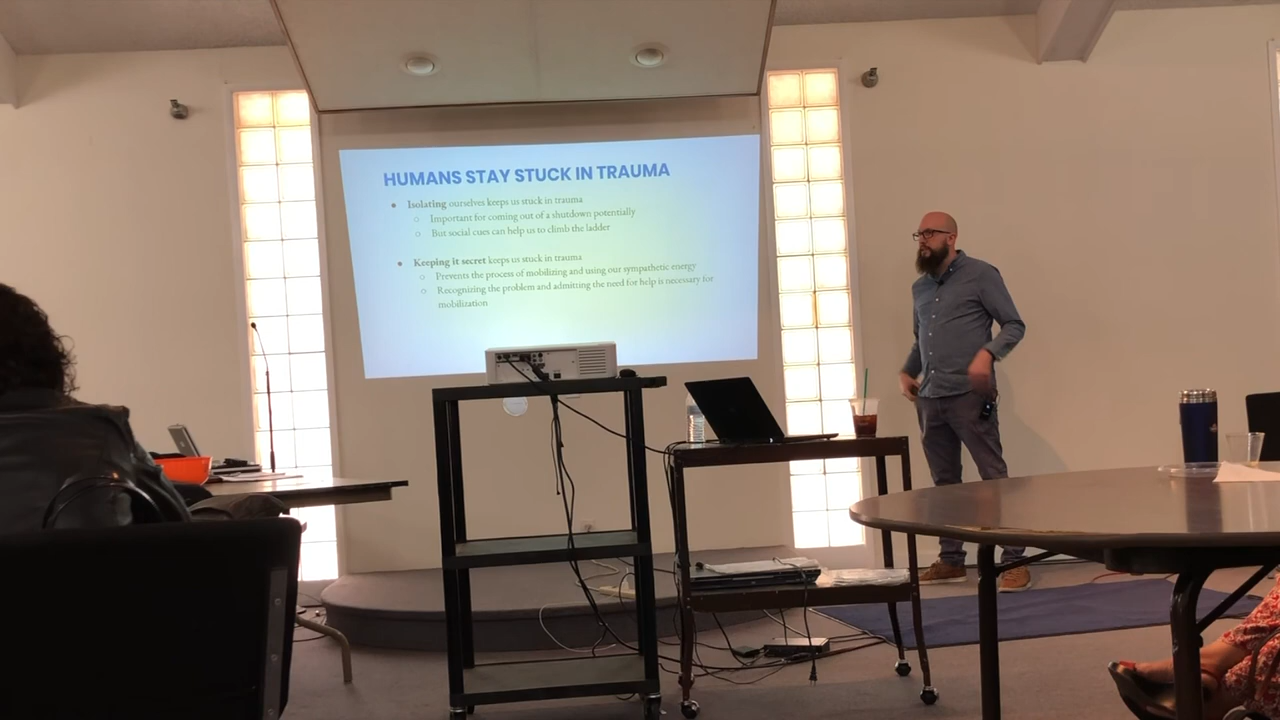 HUMANS STAY STUCK IN TRAUMA
● Isolating ourselves keeps us stuck in trauma
○ Important for coming out of a shutdown potentially
○ But social cues can help us to climb the ladder
● Keeping it secret keeps us stuck in trauma
○ Prevents the process of mobilizing and using our sympathetic energy
○ Recognizing the problem and admitting the need for help is necessary for
mobilization